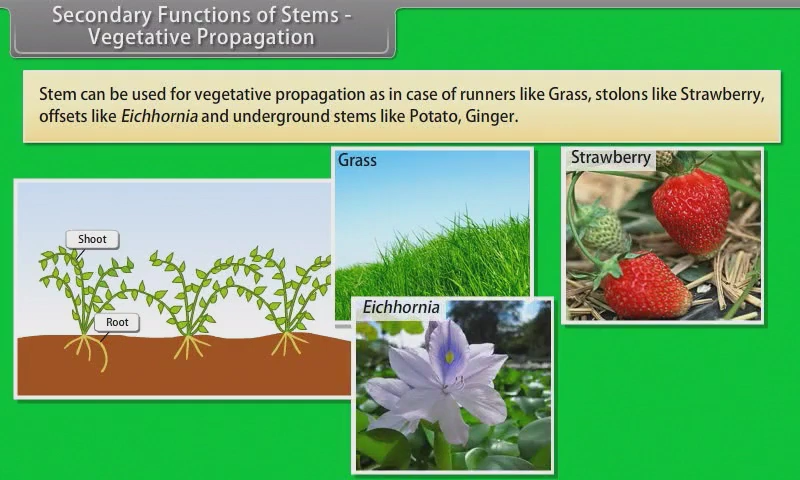 Secondary Functions of Stems -
Vegetative Propagation
Stem can be used for vegetative propagation as in case of runners like Grass, stolons like Strawberry,
offsets like Eichhornia and underground stems like Potato, Ginger.
Grass
Strawberry
Shoot
Root
Eichhornia